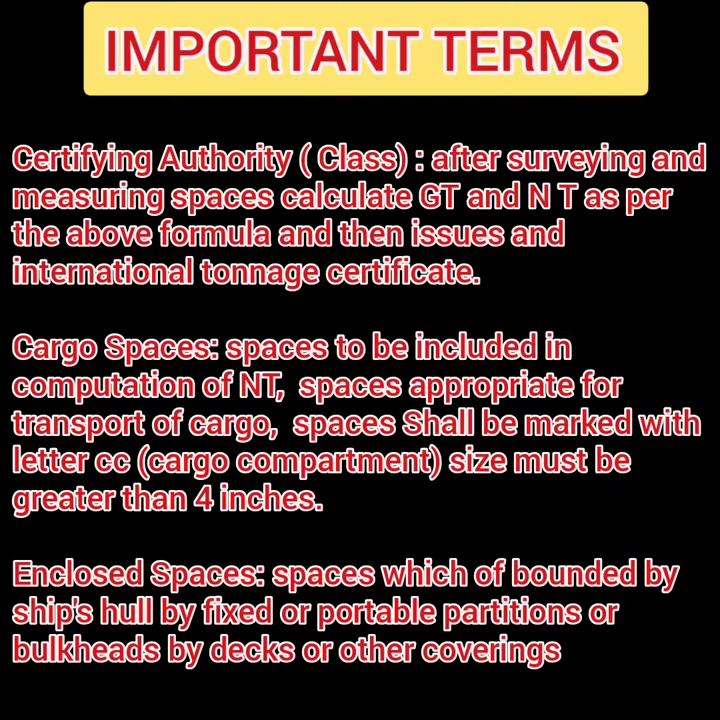 IMPORTANT TERMS
Certifying Authority ( Class) : after surveying and
measuring spaces calculate GT and N T as per
the above formula and then issues and
international tonnage certificate.
Cargo Spaces: spaces to be included in
computation of NT,  spaces appropriate for
transport of cargo,  spaces Shall be marked with
letter cc (cargo compartment) size must be
greater than 4 inches.
Enclosed Spaces: spaces which of bounded by
ship's hull by fixed or portable partitions or
bulkheads by decks or other coverings